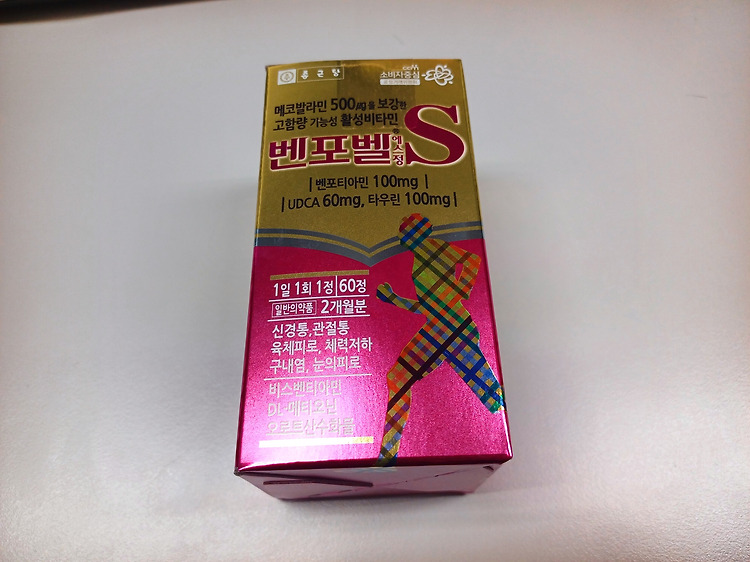 종근당
CCM
소비자중심
메코발라민 500㎍을 보강한
고함량 기능성 활성비타민
벤포벨 에스정 S
벤포티아민 100mg
UDCA 60mg, 타우린 100mg
1일 1회 1정 60정
일반의약품 2개월분
신경통, 관절통
육체피로, 체력저하
구내염, 눈의피로
비스벤티아민
DL-메티오닌
오로트산수화물